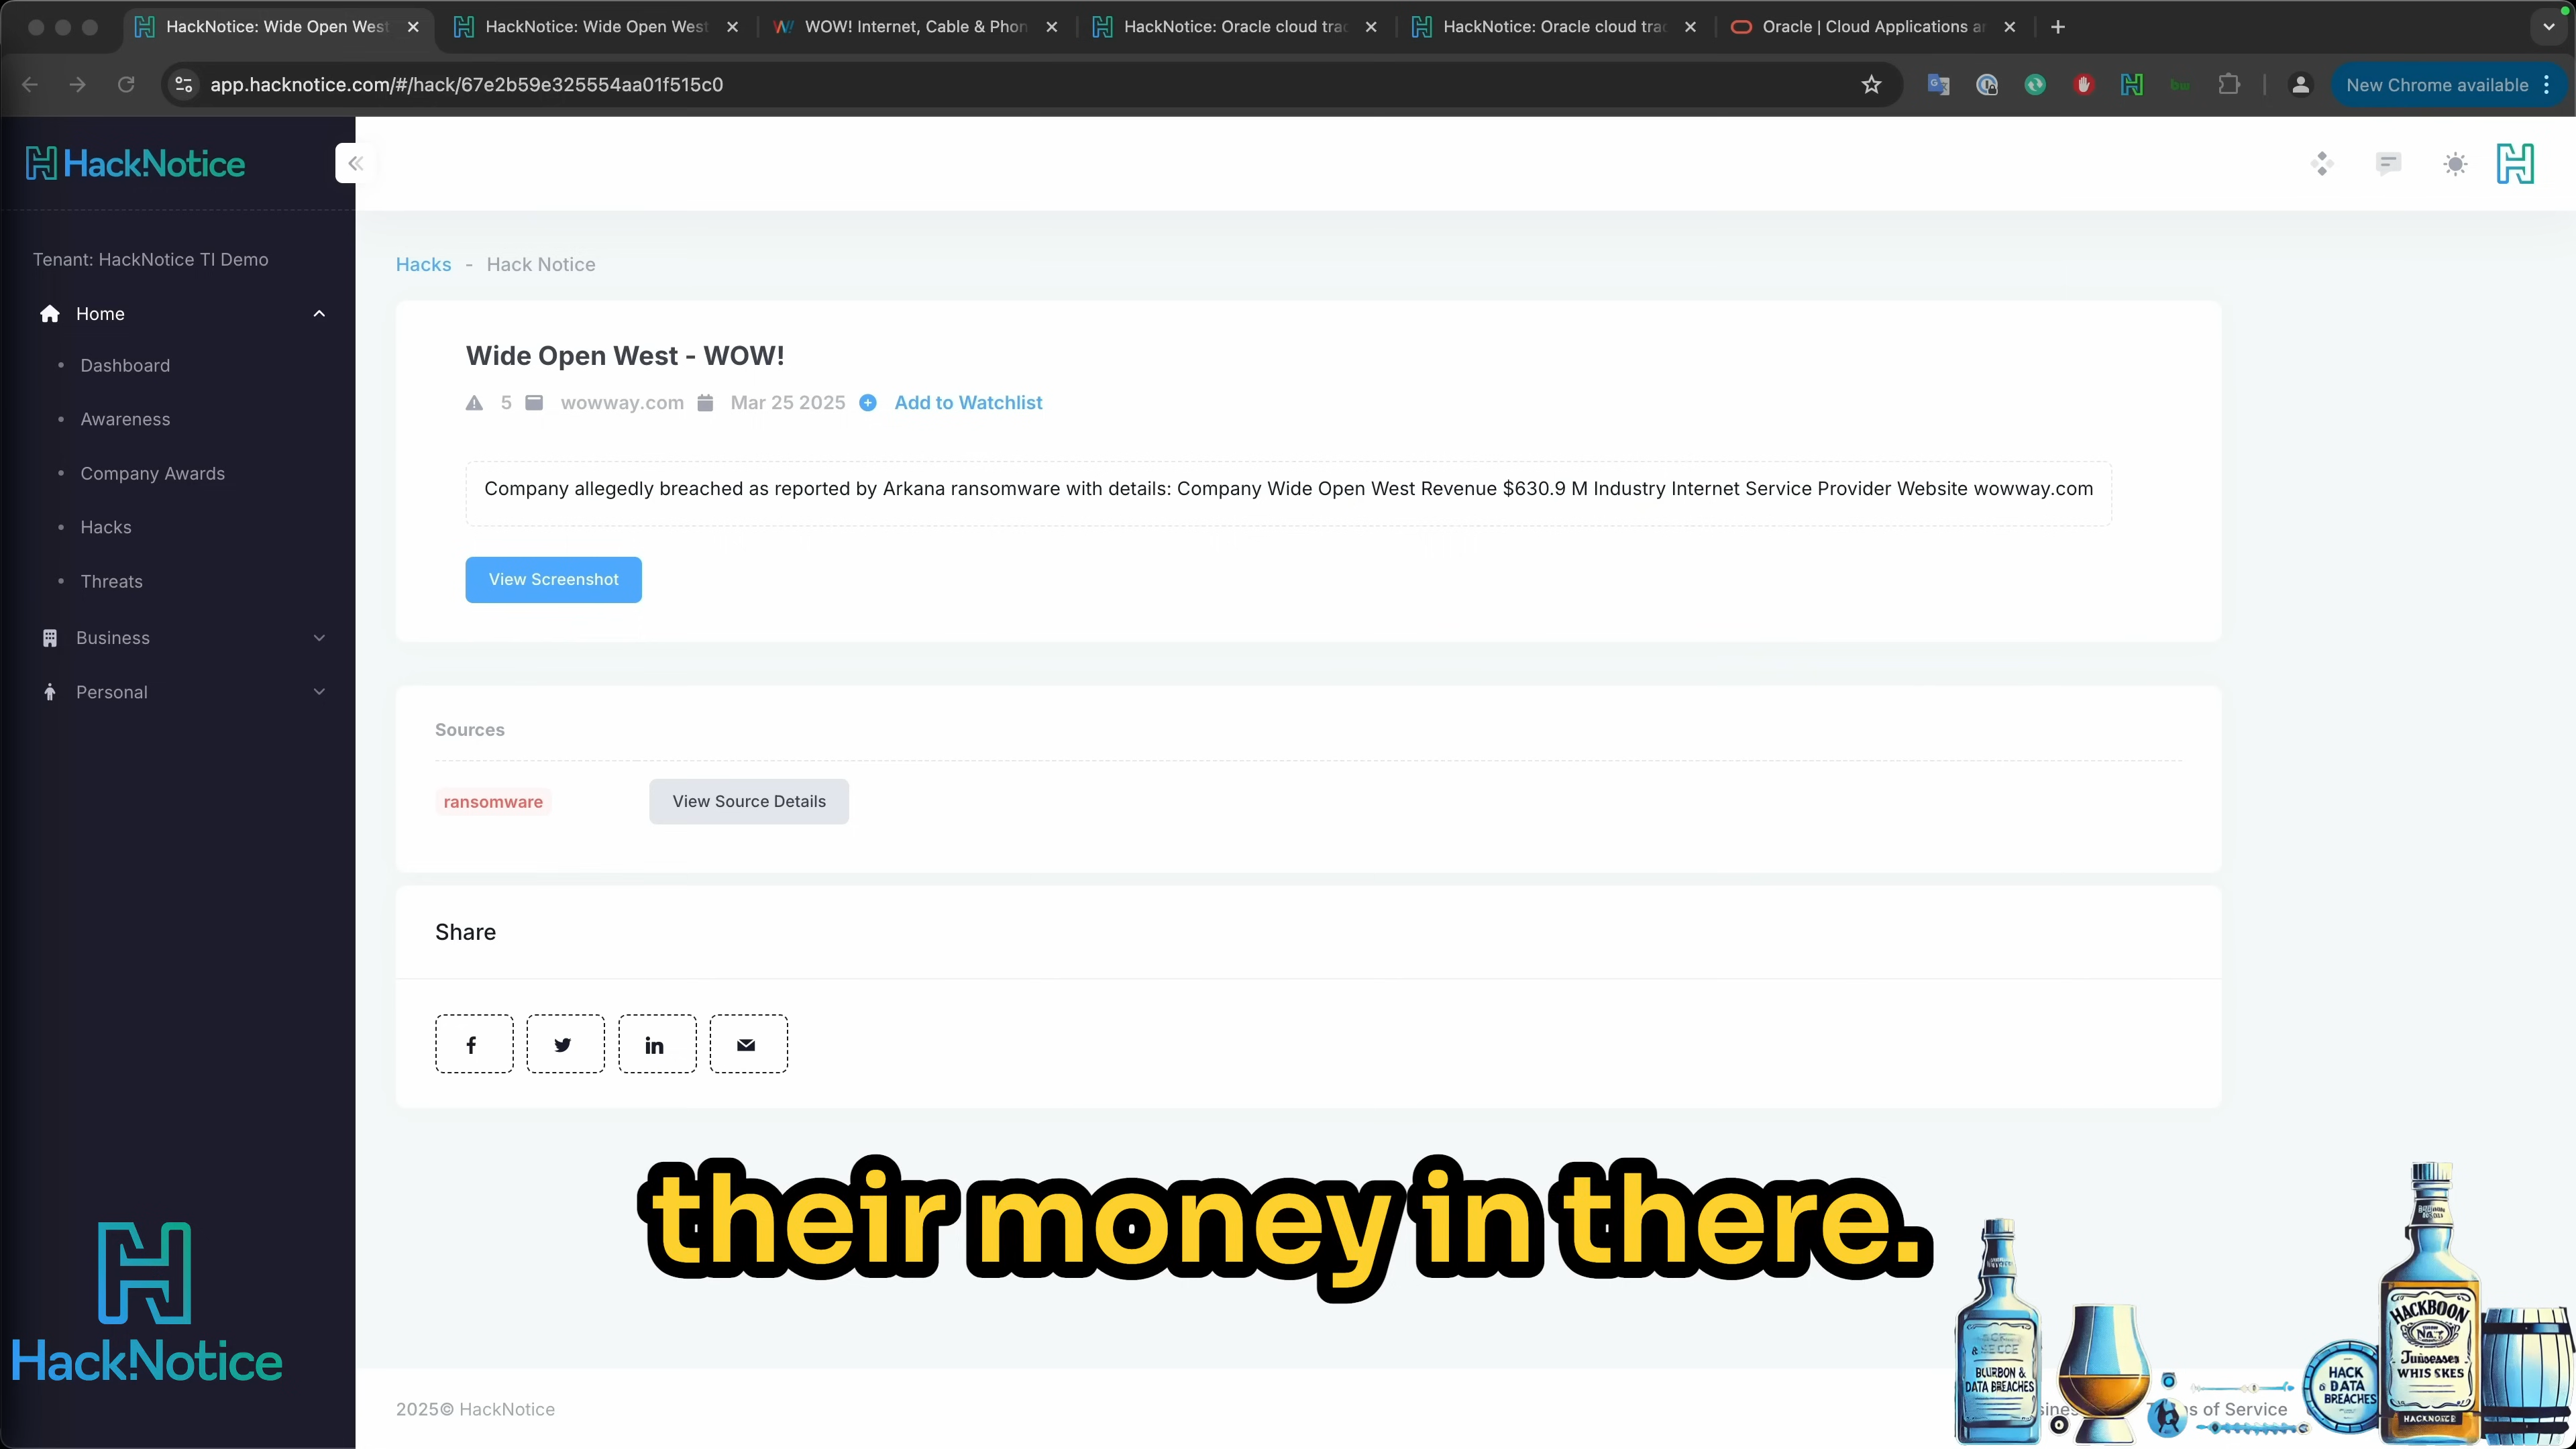 HackNotice: Wide Open West
HackNotice: Wide Open West
WOW! Internet, Cable & Phon
HackNotice: Oracle cloud tra
HackNotice: Oracle cloud tra
Oracle | Cloud Applications a
app.hacknotice.com/#/hack/67e2b59e325554aa01f515c0
New Chrome available
HackNotice
Tenant: HackNotice TI Demo
Home
Dashboard
Awareness
Company Awards
Hacks
Threats
Business
Personal
Hacks - Hack Notice
Wide Open West - WOW!
5 wowway.com Mar 25 2025 Add to Watchlist
Company allegedly breached as reported by Arkana ransomware with details: Company Wide Open West Revenue $630.9 M Industry Internet Service Provider Website wowway.com
View Screenshot
Sources
ransomware View Source Details
Share
their money in there.
HackNotice
2025© HackNotice
s of Service
BOURBON &
DATA BREACHES
HACK
& DATA
BREACHES
HACKBOON
WHIS SKES